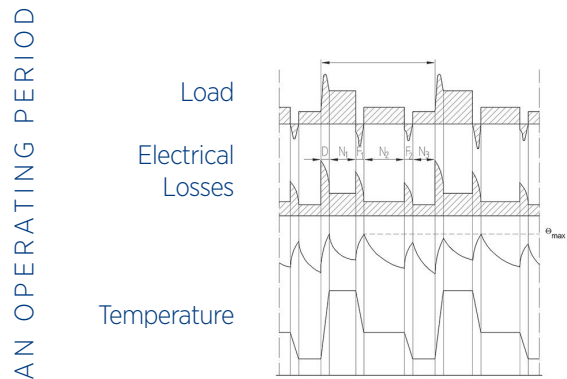 AN OPERATING PERIOD
Load
Electrical
Losses
Temperature
D N₁ F₁ N₂ F₂ N₃
Θmax